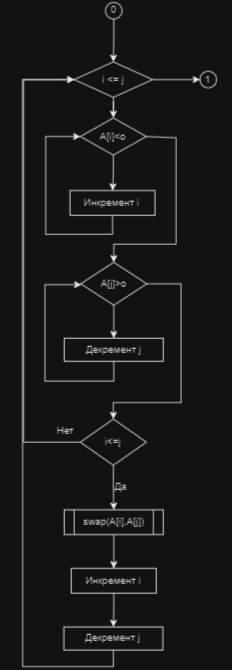 0
i <= j
1
A[i]<o
Инкремент i
A[j]>o
Декремент j
Нет
i<=j
Да
swap(A[i],A[j])
Инкремент i
Декремент j